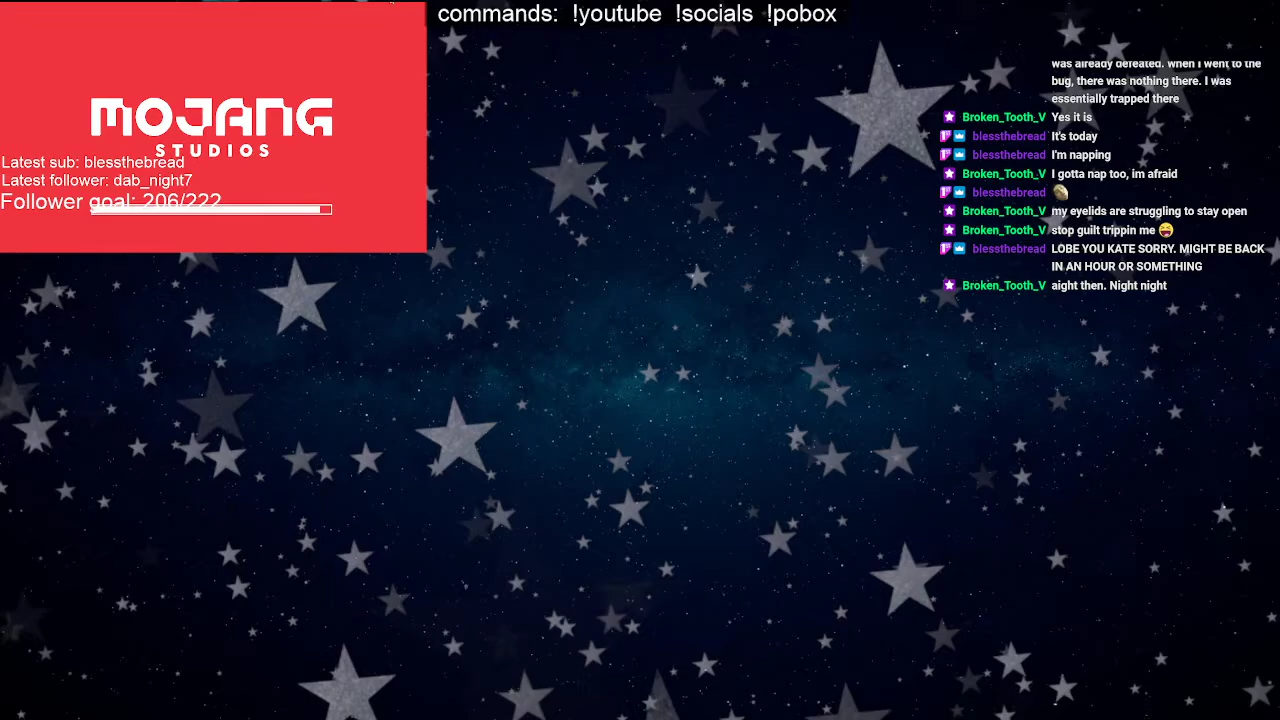 commands: !youtube !socials !pobox
MOJANG
STUDIOS
Latest sub: blessthebread
Latest follower: dab_night7
Follower goal: 206/222
was already defeated. when I went to the
bug, there was nothing there. I was
essentially trapped there
Broken_Tooth_V Yes it is
blessthebread It's today
blessthebread I'm napping
Broken_Tooth_V I gotta nap too, im afraid
blessthebread
Broken_Tooth_V my eyelids are struggling to stay open
Broken_Tooth_V stop guilt trippin me 😝
blessthebread LOBE YOU KATE SORRY. MIGHT BE BACK
IN AN HOUR OR SOMETHING
Broken_Tooth_V aight then. Night night